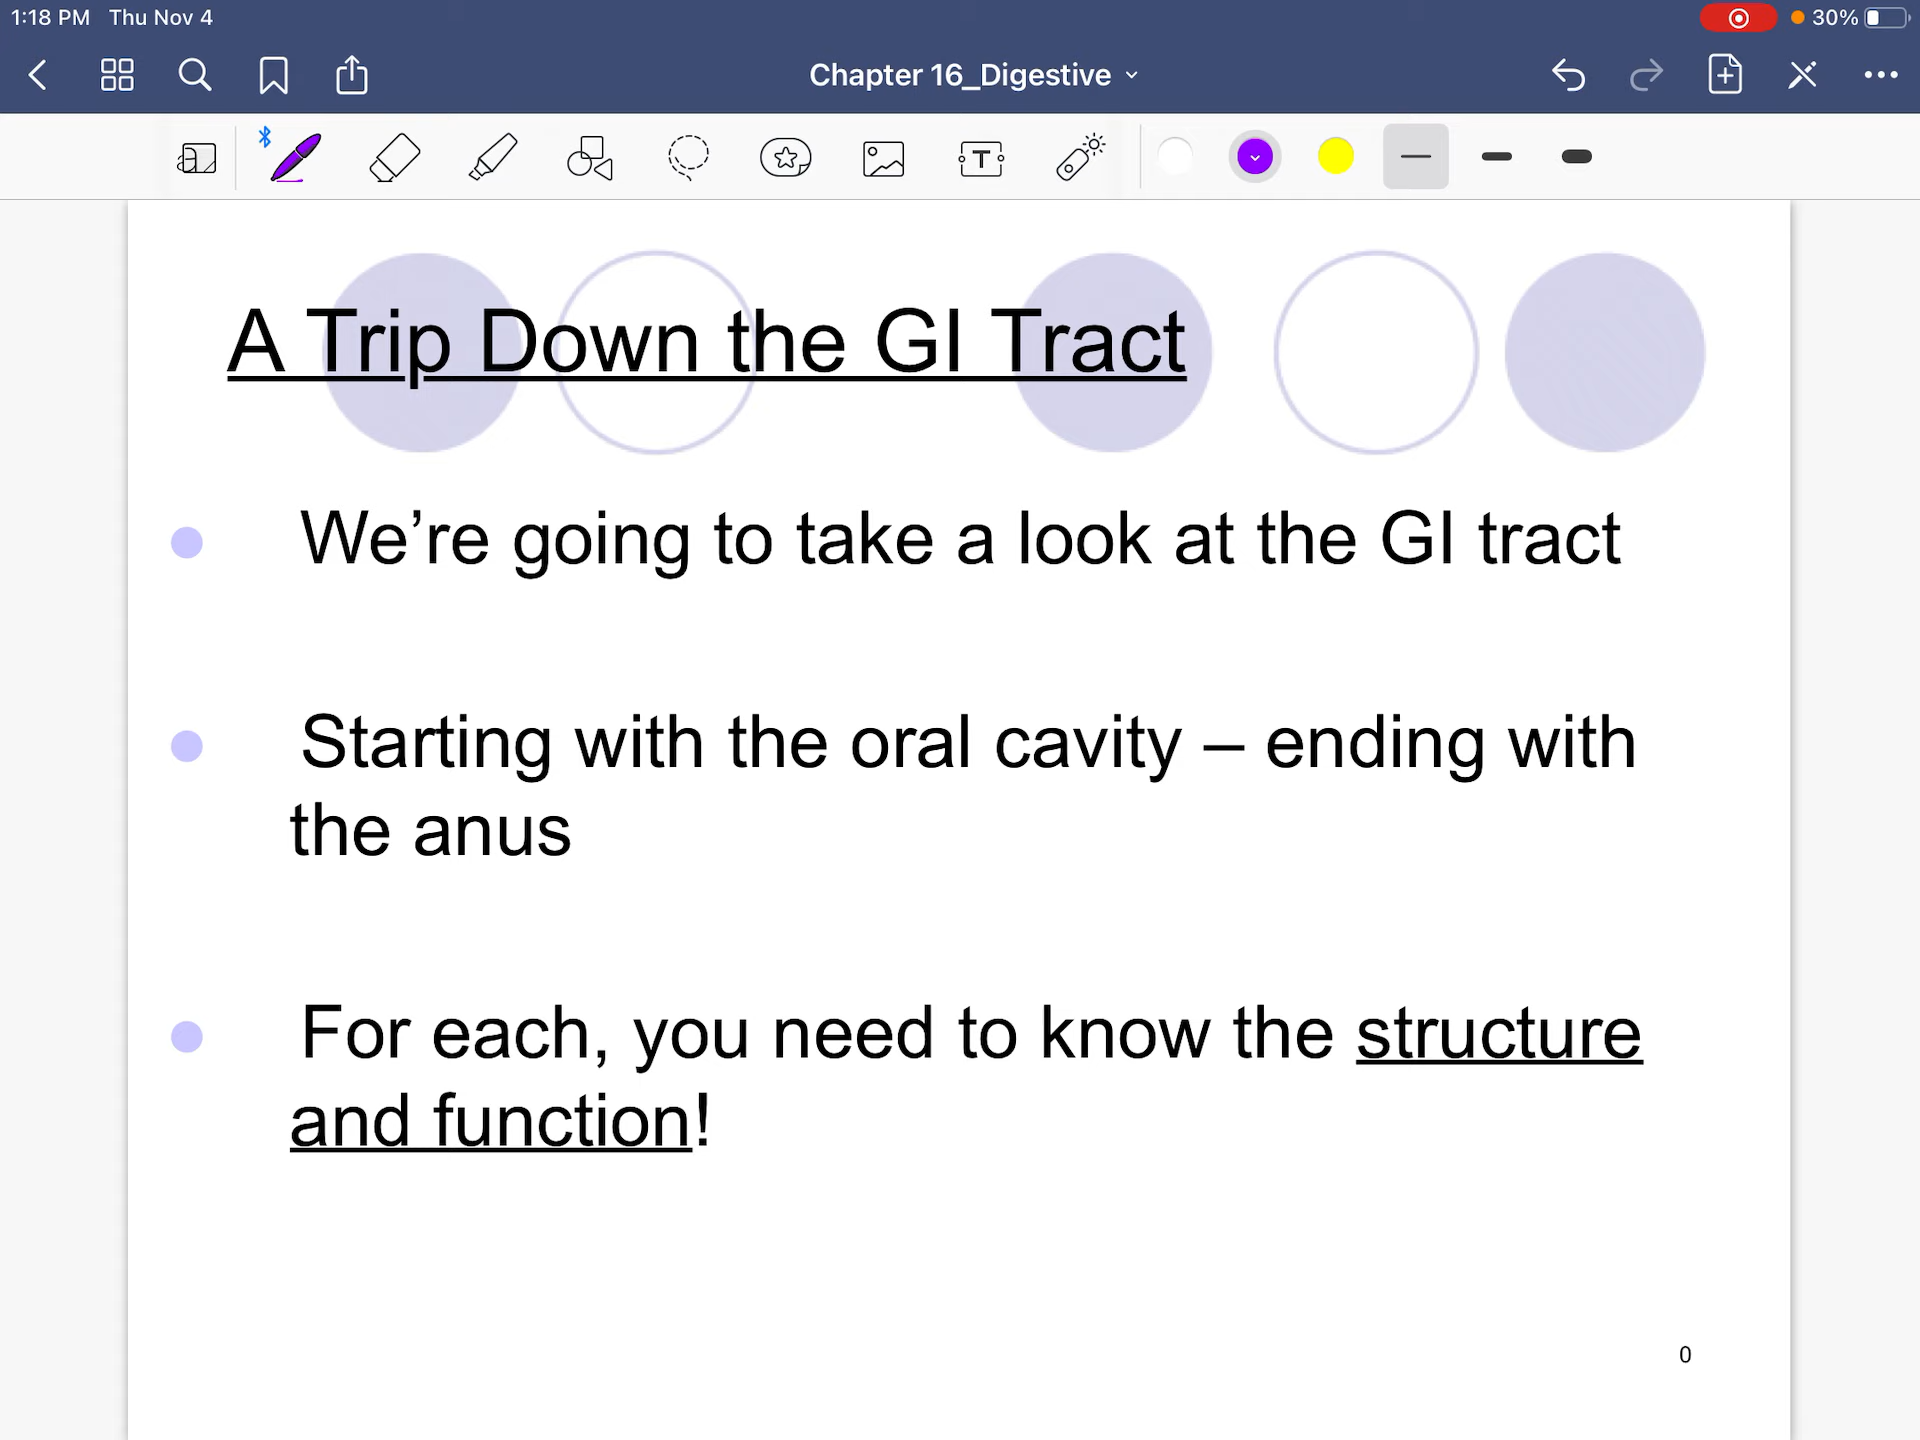 1:18 PM Thu Nov 4
30%
Chapter 16_Digestive
A Trip Down the GI Tract
We’re going to take a look at the GI tract
Starting with the oral cavity – ending with
the anus
For each, you need to know the structure
and function!
0